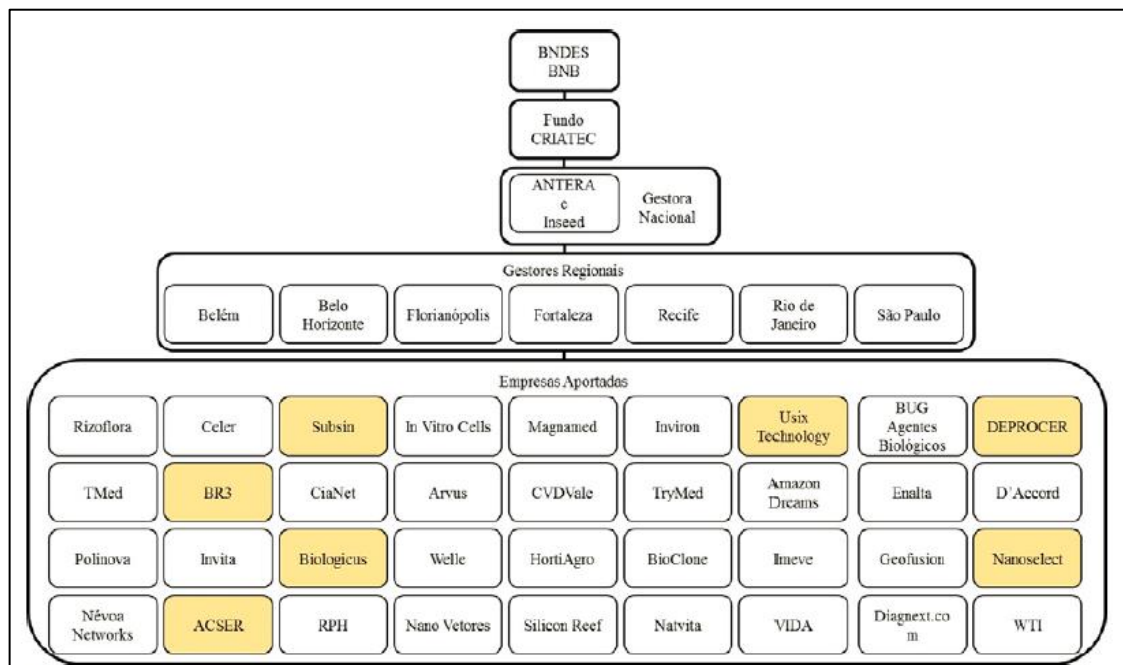 BNDES
BNB
Fundo
CRIATEC
ANTERA
e
Inseed
Gestora
Nacional
Gestores Regionais
Belém
Belo
Horizonte
Florianópolis
Fortaleza
Recife
Rio de
Janeiro
São Paulo
Empresas Aportadas
Rizoflora
Celer
Subsin
In Vitro Cells
Magnamed
Inviron
Usix
Technology
BUG
Agentes
Biológicos
DEPROCER
TMed
BR3
CiaNet
Arvus
CVDVale
TryMed
Amazon
Dreams
Enalta
D'Accord
Polinova
Invita
Biologicus
Welle
HortiAgro
BioClone
Imeve
Geofusion
Nanoselect
Névoa
Networks
ACSER
RPH
Nano Vetores
Silicon Reef
Natvita
VIDA
Diagnext.co
m
WTI